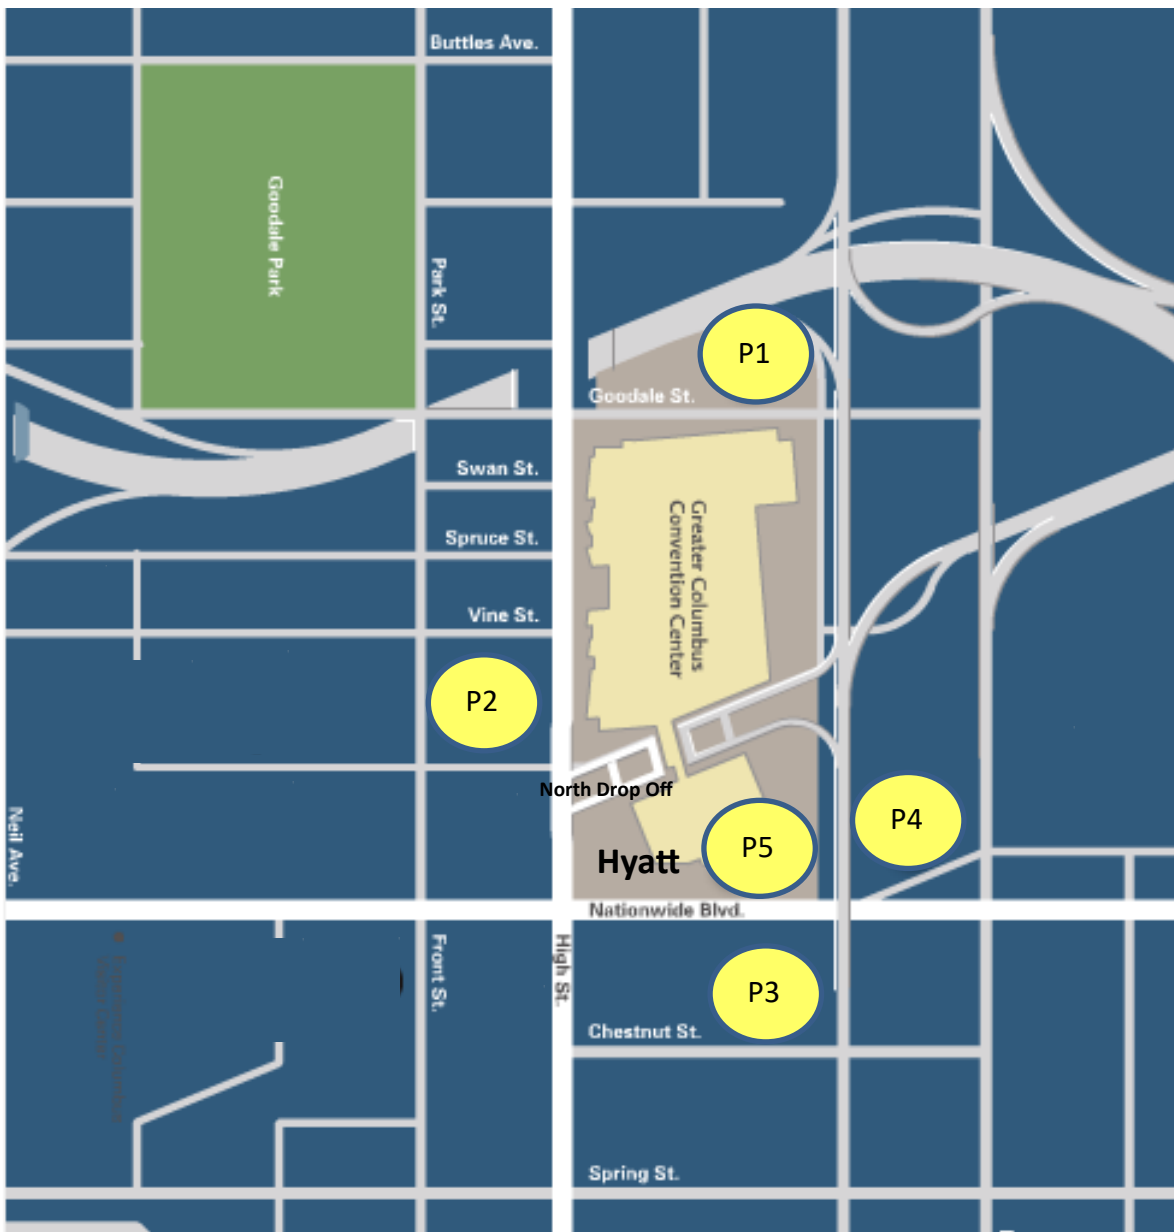 Buttles Ave.
Goodale Park
Park St.
P1
Goodale St.
Swan St.
Spruce St.
Vine St.
Greater Columbus
Convention Center
P2
North Drop Off
P4
P5
Hyatt
Neil Ave.
Nationwide Blvd.
Front St.
High St.
P3
Chestnut St.
Spring St.